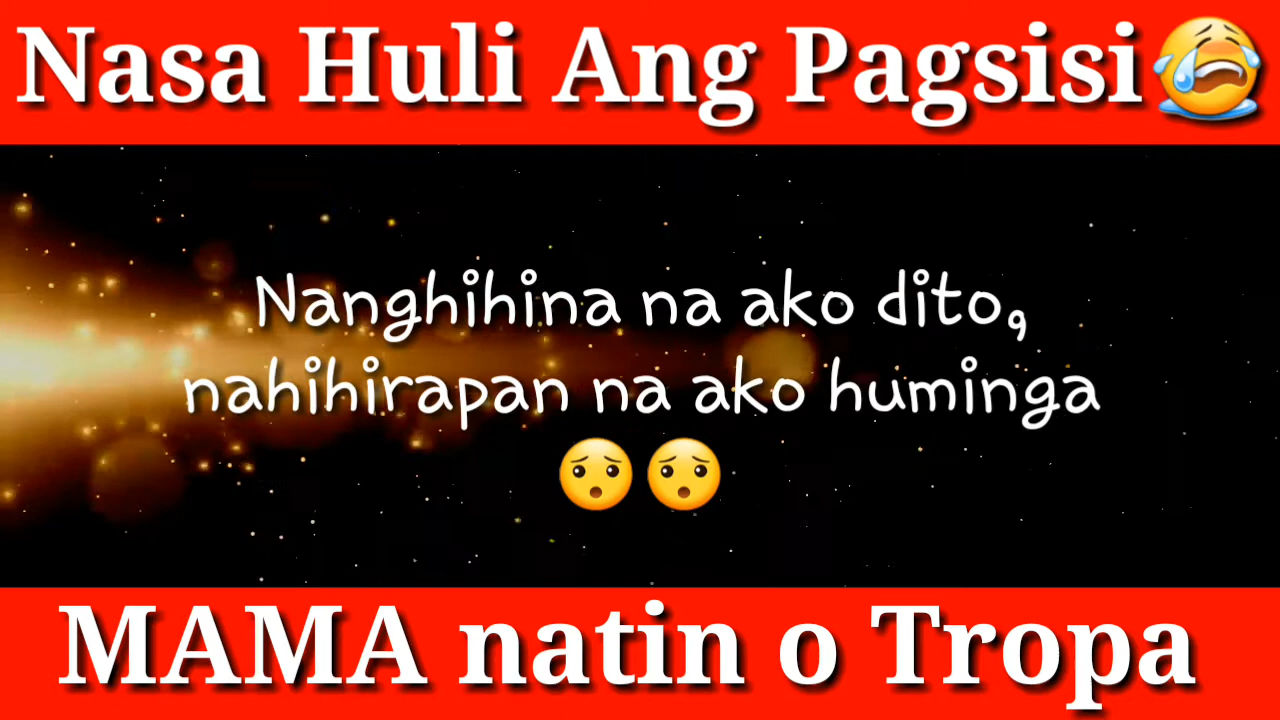 Nasa Huli Ang Pagsisi😭
Nanghihina na ako dito,
nahihirapan na ako huminga
😯😯
MAMA natin o Tropa